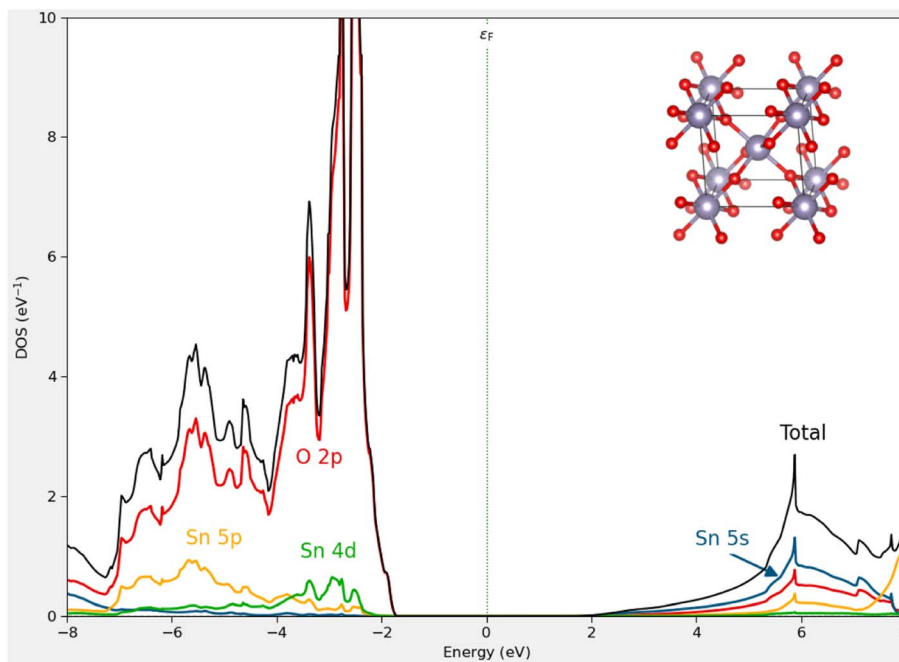 10
8
6
4
2
0
DOS (eV⁻¹)
εF
Total
O 2p
Sn 5p
Sn 4d
Sn 5s
−8
−6
−4
−2
0
2
4
6
Energy (eV)